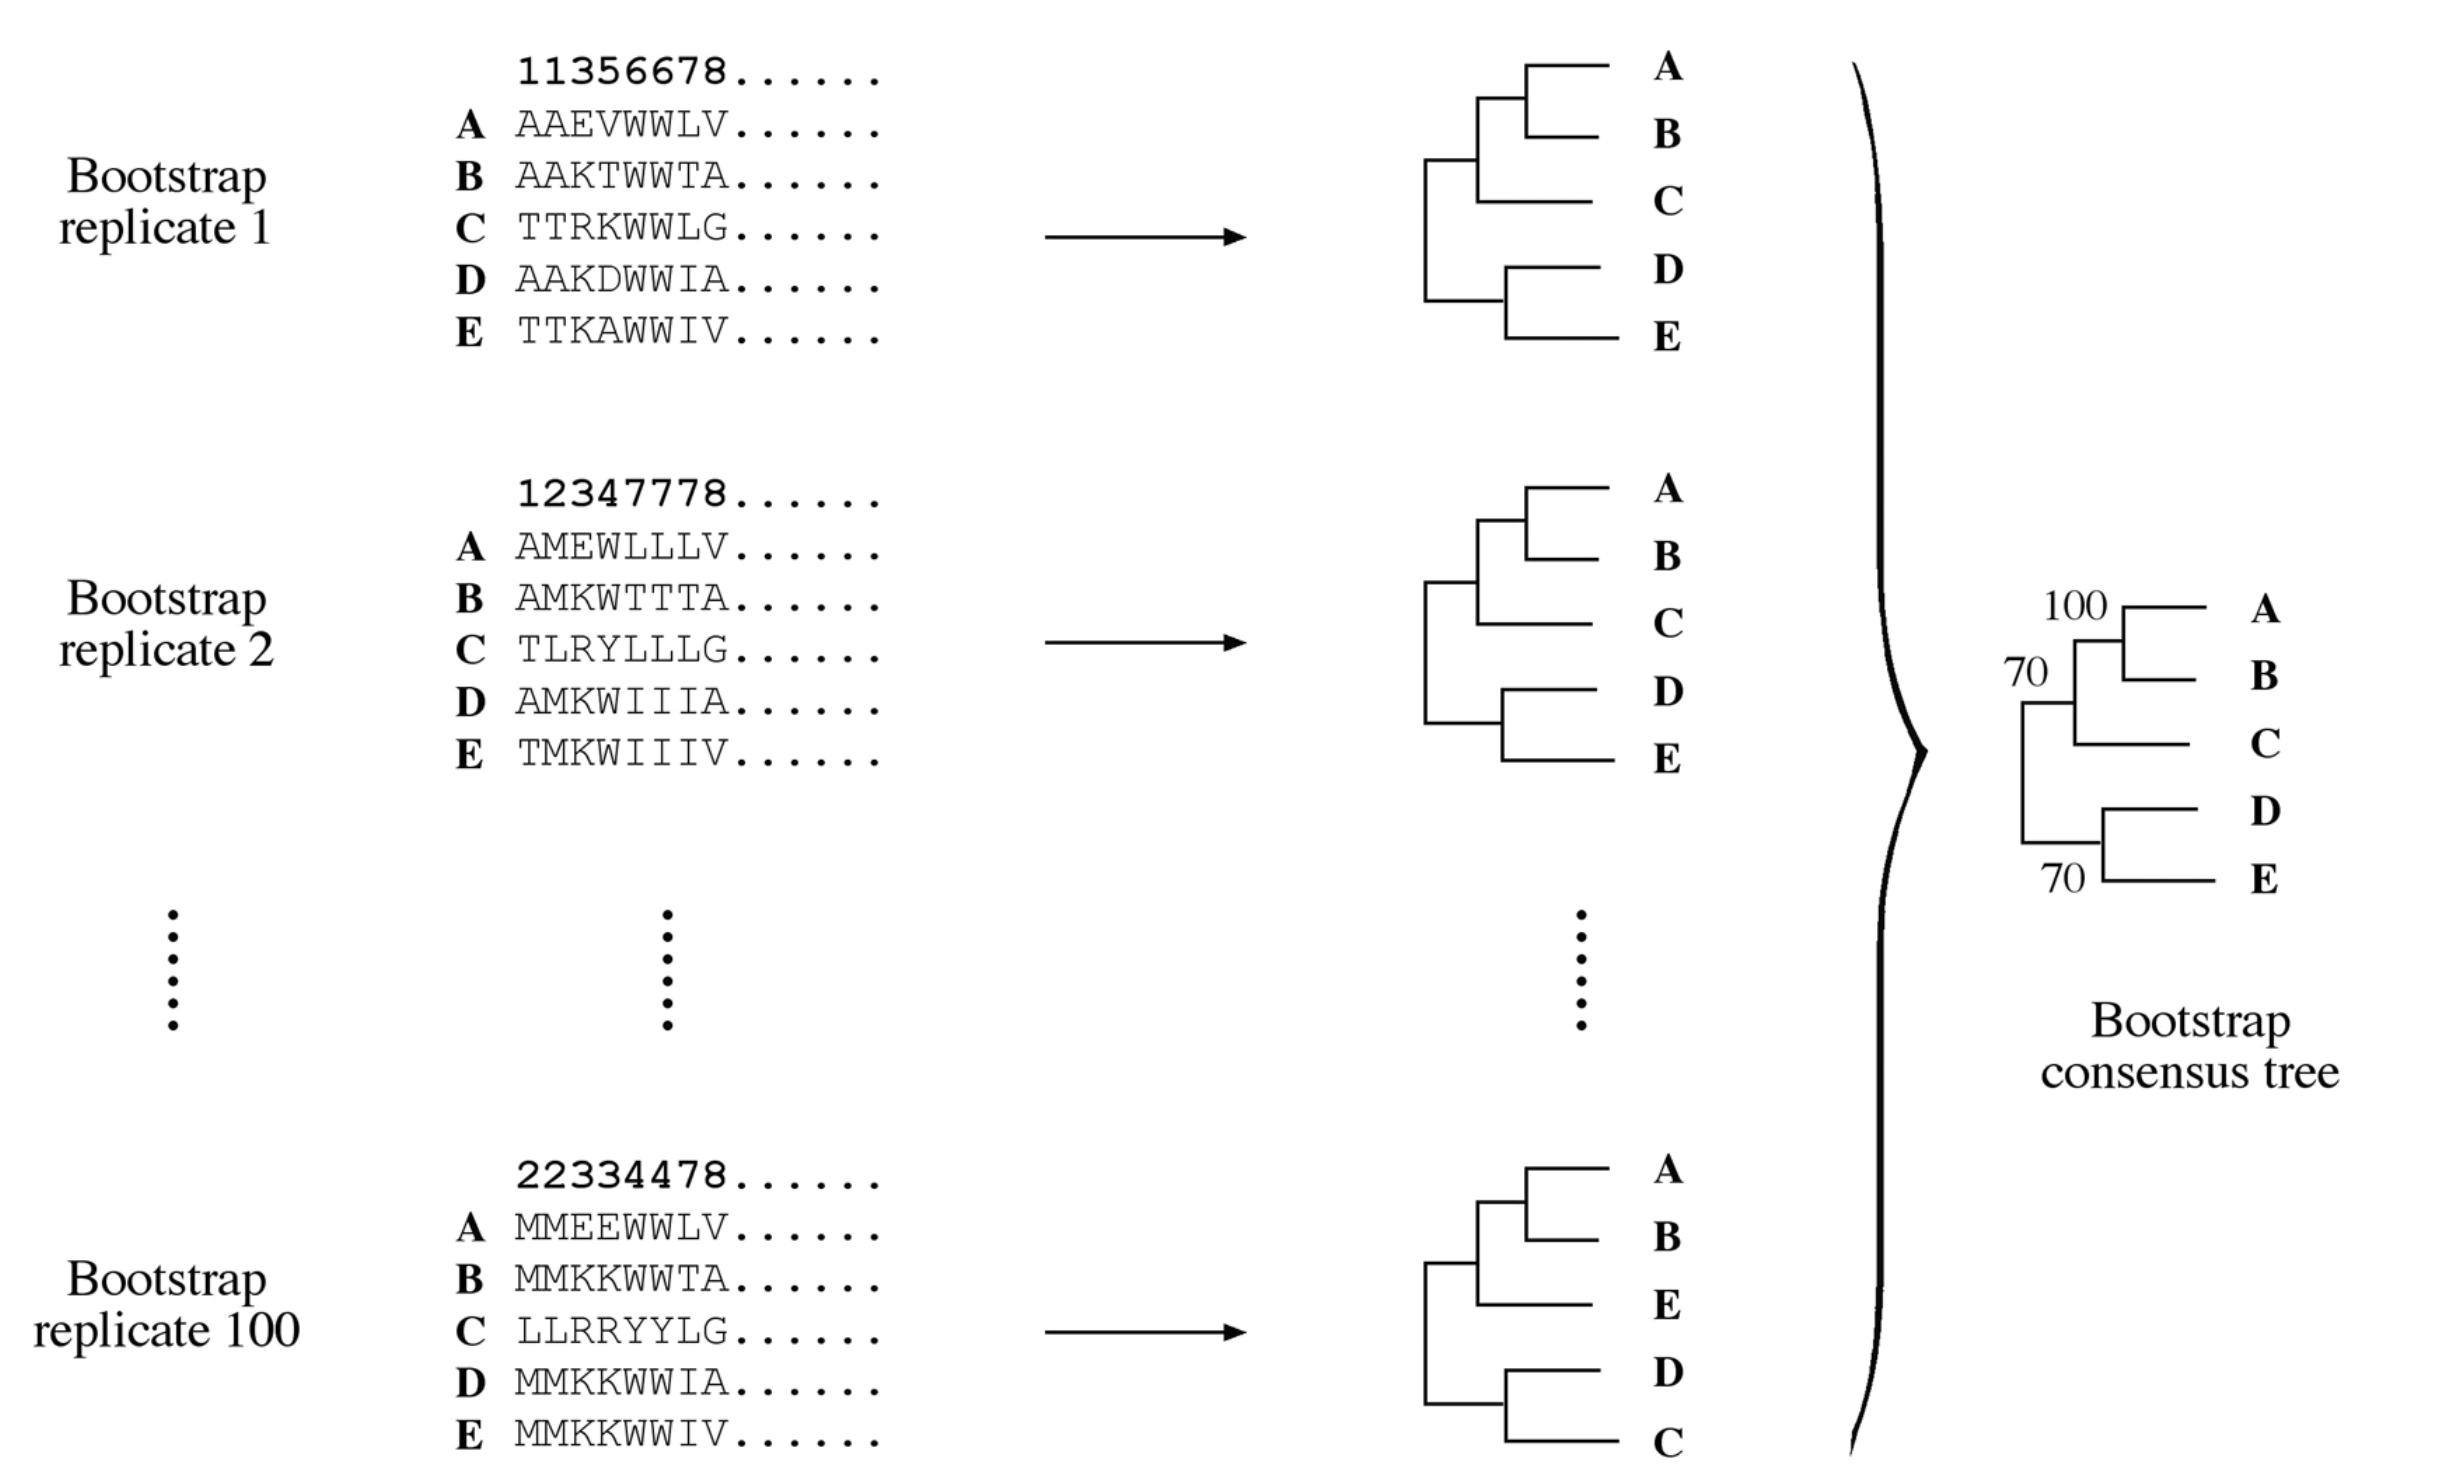 Bootstrap
replicate 1
11356678......
A AAEVWWLV......
B AAKTWWTA......
C TTRKWWLG......
D AAKDWWIA......
E TTKAWWIV......
A
B
C
D
E
Bootstrap
replicate 2
12347778......
A AMEWLLLV......
B AMKWTTTA......
C TLRYLLLG......
D AMKWIIIA......
E TMKWIIIV......
A
B
C
D
E
Bootstrap
replicate 100
22334478......
A MMEEWWLV......
B MMKKWWTA......
C LLRRYYLG......
D MMKKWWIA......
E MMKKWWIV......
A
B
E
D
C
100
70
70
A
B
C
D
E
Bootstrap
consensus tree